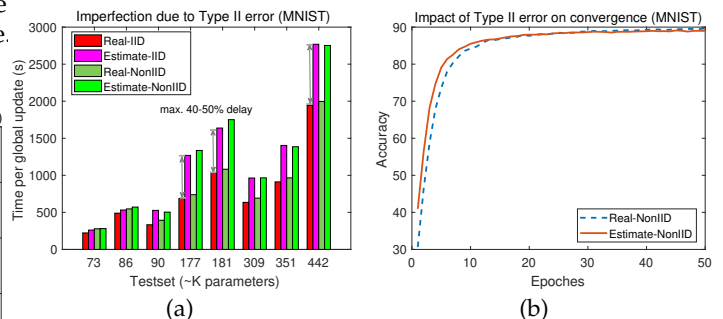 e
e.
)
Imperfection due to Type II error (MNIST)
3000
2500
2000
1500
1000
500
0
Time per global update (s)
Real-IID
Estimate-IID
Real-NonIID
Estimate-NonIID
max. 40-50% delay
73 86 90 177 181 309 351 442
Testset (~K parameters)
(a)
Impact of Type II error on convergence (MNIST)
90
80
70
60
50
40
30
Accuracy
Real-NonIID
Estimate-NonIID
0 10 20 30 40 50
Epoches
(b)